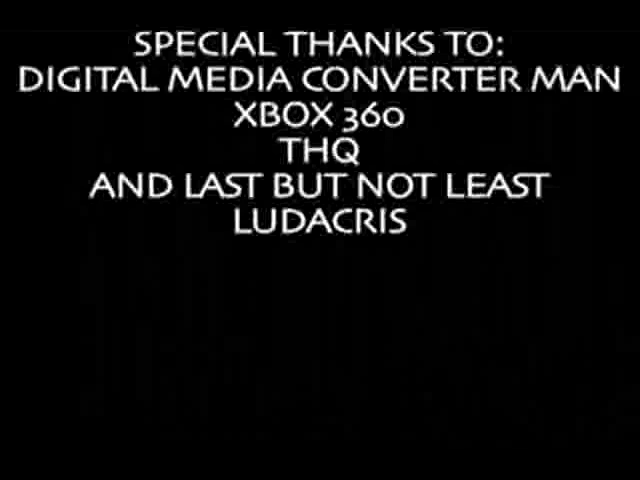 SPECIAL THANKS TO:
DIGITAL MEDIA CONVERTER MAN
XBOX 360
THQ
AND LAST BUT NOT LEAST
LUDACRIS